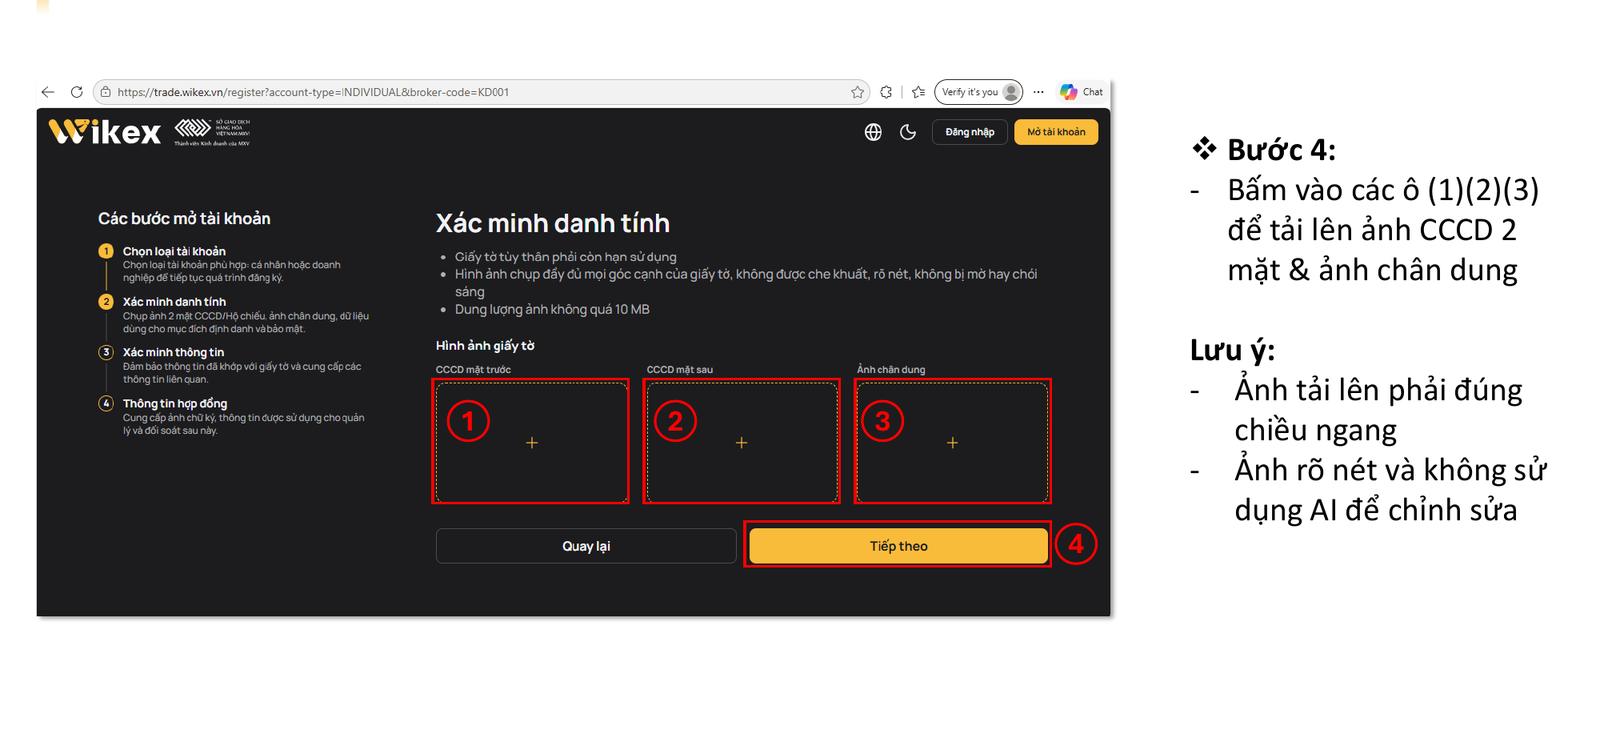 https://trade.wikex.vn/register?account-type=INDIVIDUAL&broker-code=KD001
Verify it's you
Chat
Wikex
SỞ GIAO DỊCH
HÀNG HÓA
VIỆT NAM MXV
Thành viên Kinh doanh của MXV
Đăng nhập
Mở tài khoản
Các bước mở tài khoản
1 Chọn loại tài khoản
Chọn loại tài khoản phù hợp: cá nhân hoặc doanh
nghiệp để tiếp tục quá trình đăng ký.
2 Xác minh danh tính
Chụp ảnh 2 mặt CCCD/Hộ chiếu. ảnh chân dung, dữ liệu
dùng cho mục đích định danh và bảo mật.
3 Xác minh thông tin
Đảm bảo thông tin đã khớp với giấy tờ và cung cấp các
thông tin liên quan.
4 Thông tin hợp đồng
Cung cấp ảnh chữ ký, thông tin được sử dụng cho quản
lý và đối soát sau này.
Xác minh danh tính
• Giấy tờ tùy thân phải còn hạn sử dụng
• Hình ảnh chụp đầy đủ mọi góc cạnh của giấy tờ, không được che khuất, rõ nét, không bị mờ hay chói
sáng
• Dung lượng ảnh không quá 10 MB
Hình ảnh giấy tờ
CCCD mặt trước
CCCD mặt sau
Ảnh chân dung
1
2
3
Quay lại
Tiếp theo
4
❖ Bước 4:
- Bấm vào các ô (1)(2)(3)
để tải lên ảnh CCCD 2
mặt & ảnh chân dung
Lưu ý:
- Ảnh tải lên phải đúng
chiều ngang
- Ảnh rõ nét và không sử
dụng AI để chỉnh sửa